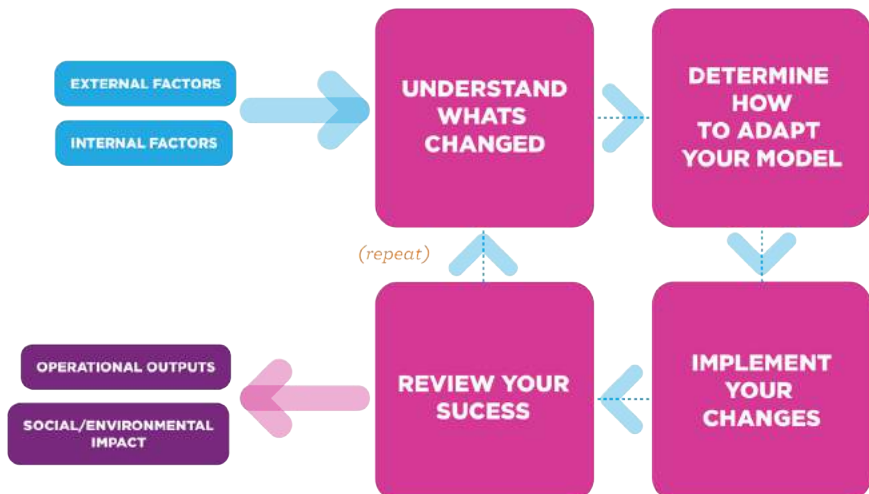 EXTERNAL FACTORS
INTERNAL FACTORS
UNDERSTAND
WHATS
CHANGED
DETERMINE
HOW
TO ADAPT
YOUR MODEL
(repeat)
OPERATIONAL OUTPUTS
SOCIAL/ENVIRONMENTAL
IMPACT
REVIEW YOUR
SUCESS
IMPLEMENT
YOUR
CHANGES